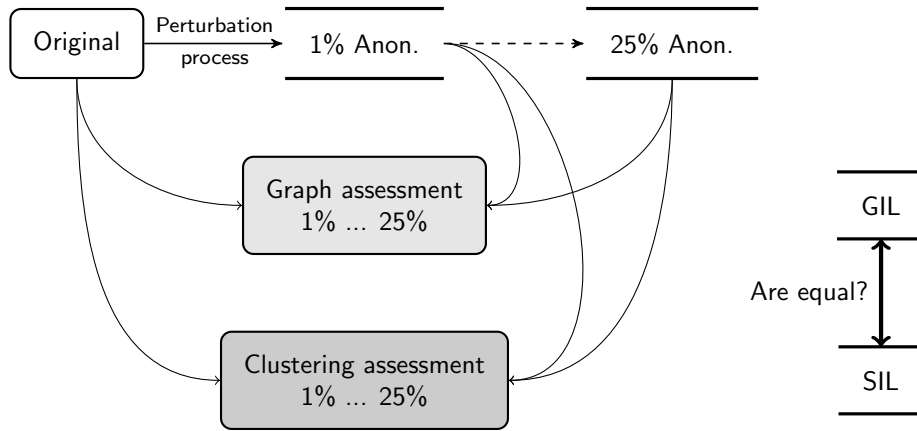 Original
Perturbation
process
1% Anon.
25% Anon.
Graph assessment
1% ... 25%
GIL
Are equal?
Clustering assessment
1% ... 25%
SIL